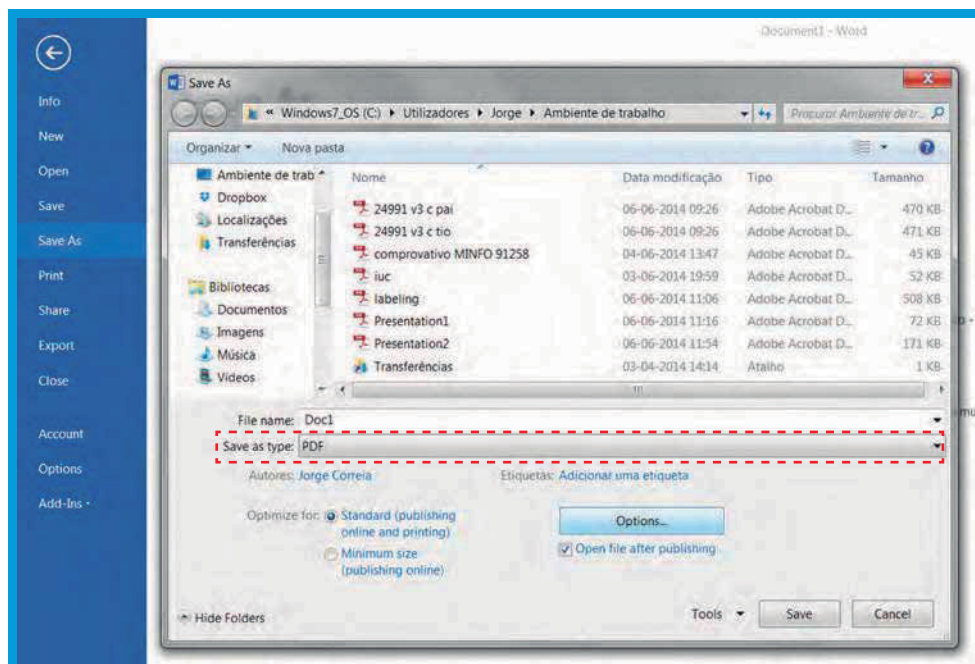 Document1 - Word
Save As
« Windows7_OS (C:) Utilizadores Jorge Ambiente de trabalho
Procurar Ambiente de tr...
Organizar Nova pasta
Info
New
Open
Save
Save As
Print
Share
Export
Close
Account
Options
Add-Ins
Ambiente de trab
Dropbox
Localizações
Transferências
Bibliotecas
Documentos
Imagens
Música
Vídeos
Nome Data modificação Tipo Tamanho
24991 v3 c pai 06-06-2014 09:26 Adobe Acrobat D... 470 KB
24991 v3 c tio 06-06-2014 09:26 Adobe Acrobat D... 471 KB
comprovativo MINFO 91258 04-06-2014 13:47 Adobe Acrobat D... 45 KB
iuc 03-06-2014 19:59 Adobe Acrobat D... 52 KB
labeling 06-06-2014 11:06 Adobe Acrobat D... 508 KB
Presentation1 06-06-2014 11:16 Adobe Acrobat D... 72 KB
Presentation2 06-06-2014 11:54 Adobe Acrobat D... 171 KB
Transferências 03-04-2014 14:14 Atalho 1 KB
File name: Doc1
Save as type: PDF
Autores: Jorge Correia Etiquetas: Adicionar uma etiqueta
Optimize for: Standard (publishing
online and printing)
Minimum size
(publishing online)
Options...
Open file after publishing
Hide Folders
Tools Save Cancel